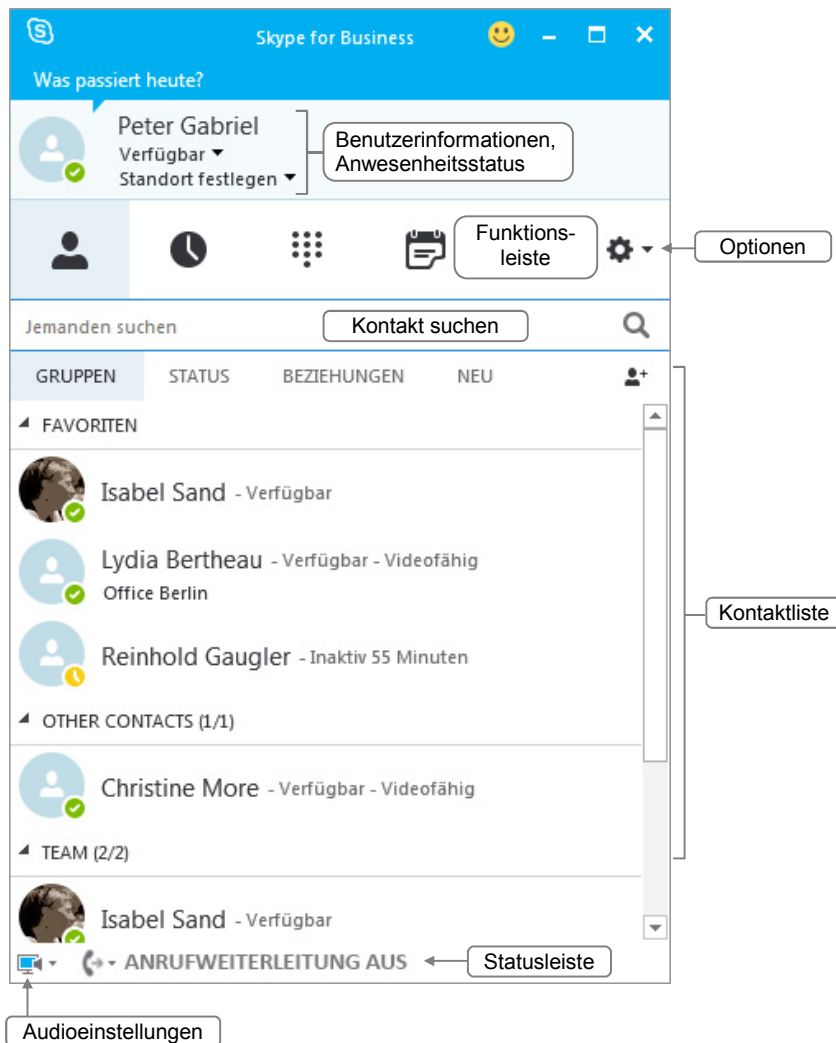 Skype for Business
Was passiert heute?
Peter Gabriel
Verfügbar
Standort festlegen
Benutzerinformationen,
Anwesenheitsstatus
Funktions-
leiste
Optionen
Jemanden suchen
Kontakt suchen
GRUPPEN STATUS BEZIEHUNGEN NEU
FAVORITEN
Isabel Sand - Verfügbar
Lydia Bertheau - Verfügbar - Videofähig
Office Berlin
Reinhold Gaugler - Inaktiv 55 Minuten
Kontaktliste
OTHER CONTACTS (1/1)
Christine More - Verfügbar - Videofähig
TEAM (2/2)
Isabel Sand - Verfügbar
ANRUFWEITERLEITUNG AUS
Statusleiste
Audioeinstellungen